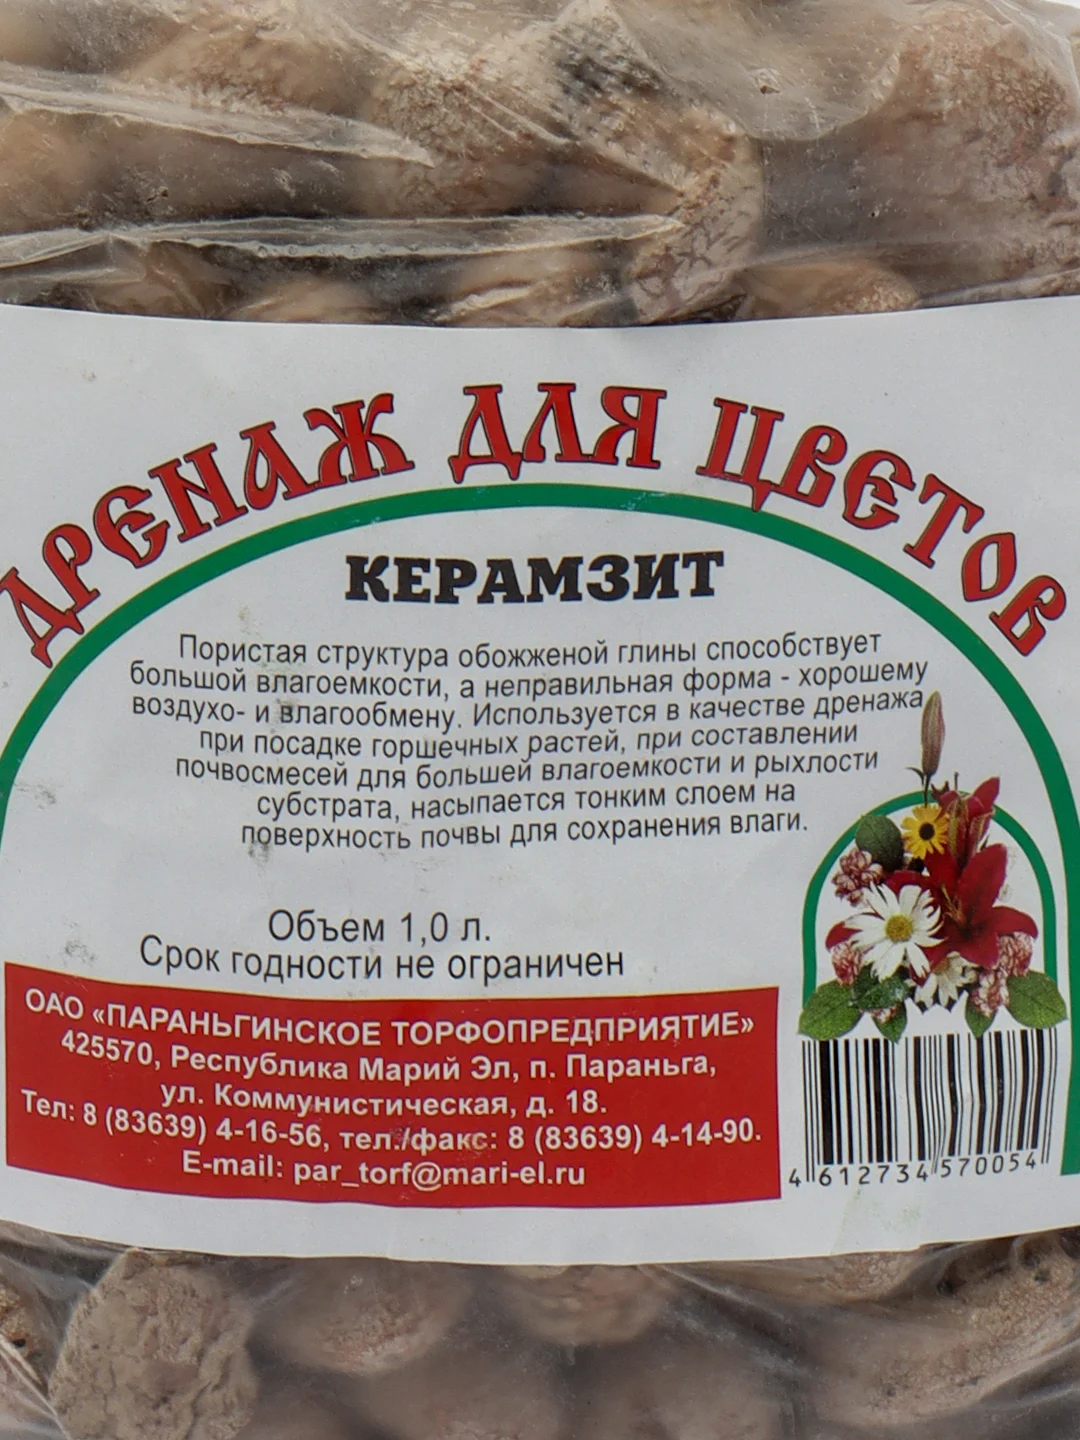 ДРЕНАЖ ДЛЯ ЦВЕТОВ
КЕРАМЗИТ
Пористая структура обожженой глины способствует
большой влагоемкости, а неправильная форма - хорошему
воздухо- и влагообмену. Используется в качестве дренажа
при посадке горшечных растей, при составлении
почвосмесей для большей влагоемкости и рыхлости
субстрата, насыпается тонким слоем на
поверхность почвы для сохранения влаги.
Объем 1,0 л.
Срок годности не ограничен
ОАО «ПАРАНЬГИНСКОЕ ТОРФОПРЕДПРИЯТИЕ»
425570, Республика Марий Эл, п. Параньга,
ул. Коммунистическая, д. 18.
Тел: 8 (83639) 4-16-56, тел./факс: 8 (83639) 4-14-90.
E-mail: par_torf@mari-el.ru
4 612734 570054